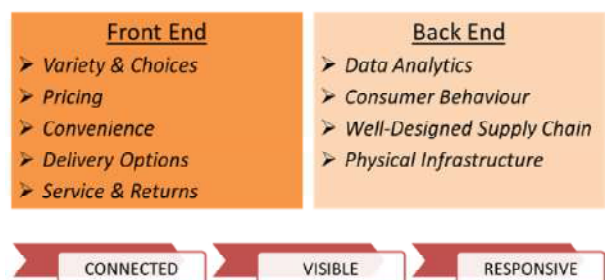 Front End
➢ Variety & Choices
➢ Pricing
➢ Convenience
➢ Delivery Options
➢ Service & Returns
Back End
➢ Data Analytics
➢ Consumer Behaviour
➢ Well-Designed Supply Chain
➢ Physical Infrastructure
CONNECTED
VISIBLE
RESPONSIVE